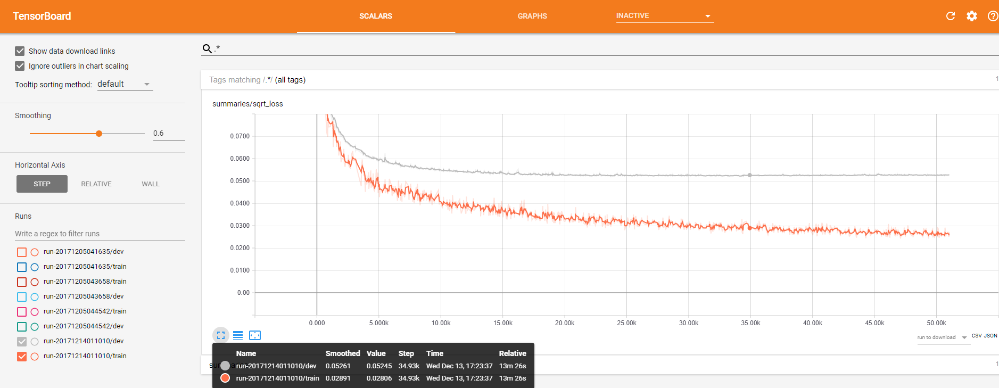 TensorBoard SCALARS GRAPHS INACTIVE
Show data download links
Ignore outliers in chart scaling
Tooltip sorting method: default
Smoothing
0.6
Horizontal Axis
STEP RELATIVE WALL
Runs
Write a regex to filter runs
run-20171205041635/dev
run-20171205041635/train
run-20171205043658/train
run-20171205043658/dev
run-20171205044542/train
run-20171205044542/dev
run-20171214011010/dev
run-20171214011010/train
.*
Tags matching /.*/ (all tags) 1
summaries/sqrt_loss
0.0700
0.0600
0.0500
0.0400
0.0300
0.0200
0.0100
0.00
0.000 5.000k 10.00k 15.00k 20.00k 25.00k 30.00k 35.00k 40.00k 45.00k 50.00k
run to download CSV JSON
1
Name Smoothed Value Step Time Relative
run-20171214011010/dev 0.05261 0.05245 34.93k Wed Dec 13, 17:23:37 13m 26s
run-20171214011010/train 0.02891 0.02806 34.93k Wed Dec 13, 17:23:37 13m 26s